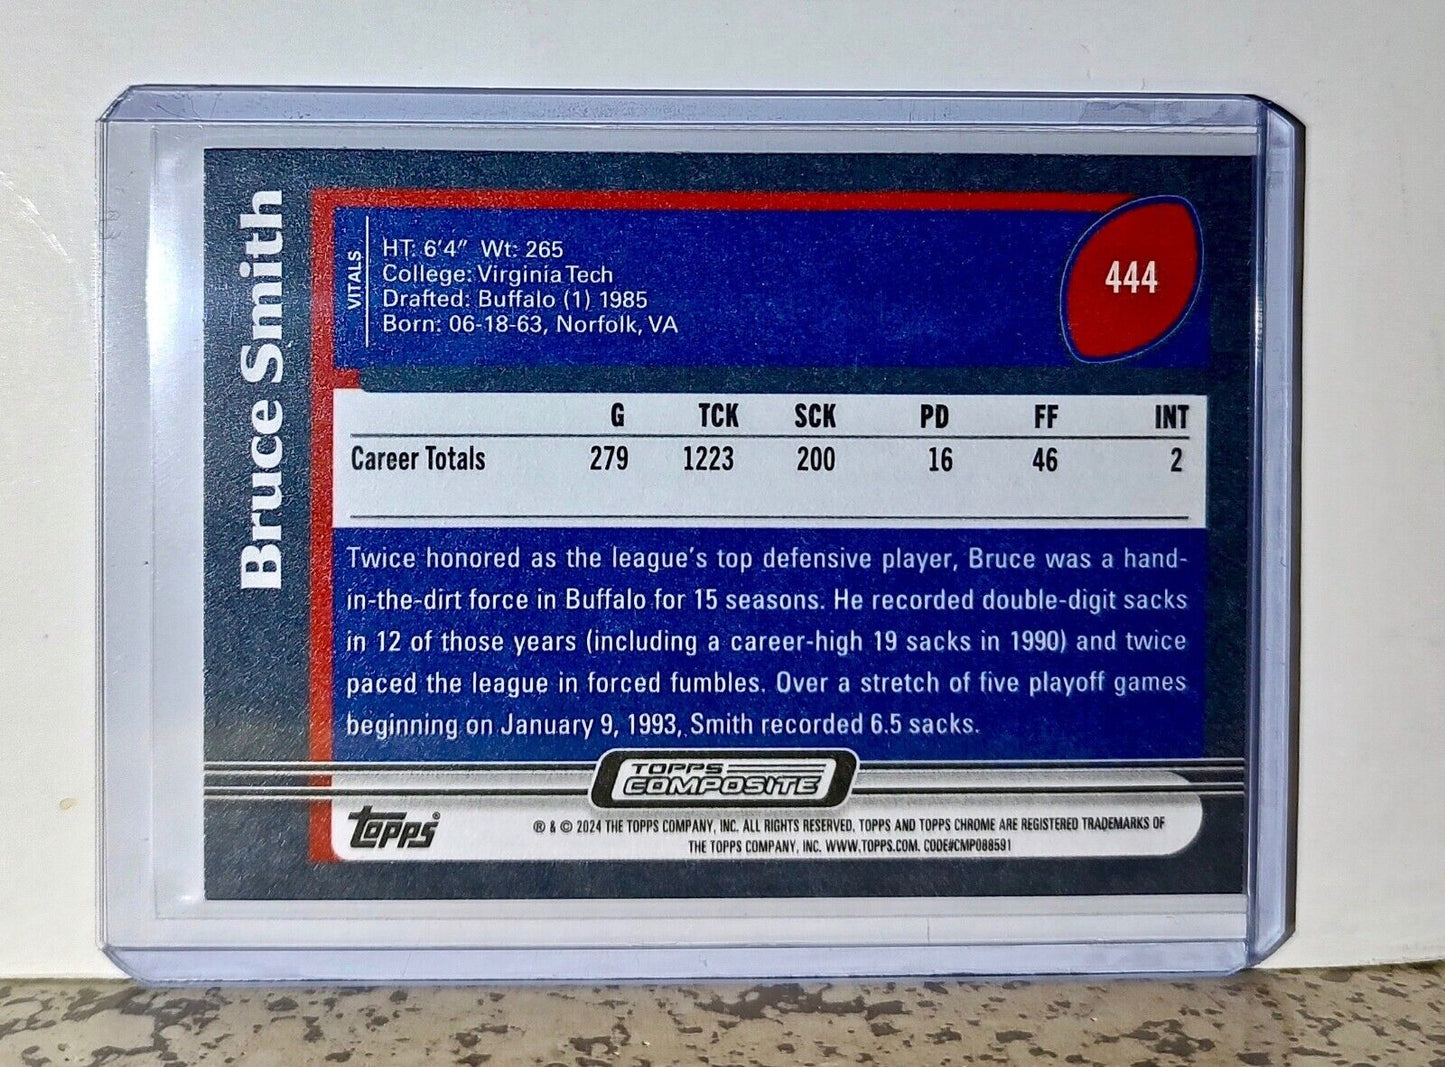 Bruce Smith
VITALS
HT: 6'4" Wt: 265
College: Virginia Tech
Drafted: Buffalo (1) 1985
Born: 06-18-63, Norfolk, VA
444
G TCK SCK PD FF INT
Career Totals 279 1223 200 16 46 2
Twice honored as the league's top defensive player, Bruce was a hand-
in-the-dirt force in Buffalo for 15 seasons. He recorded double-digit sacks
in 12 of those years (including a career-high 19 sacks in 1990) and twice
paced the league in forced fumbles. Over a stretch of five playoff games
beginning on January 9, 1993, Smith recorded 6.5 sacks.
TOPPS
COMPOSITE
Topps®
® & © 2024 THE TOPPS COMPANY, INC. ALL RIGHTS RESERVED, TOPPS AND TOPPS CHROME ARE REGISTERED TRADEMARKS OF
THE TOPPS COMPANY, INC. WWW.TOPPS.COM. CODE#CMP088591